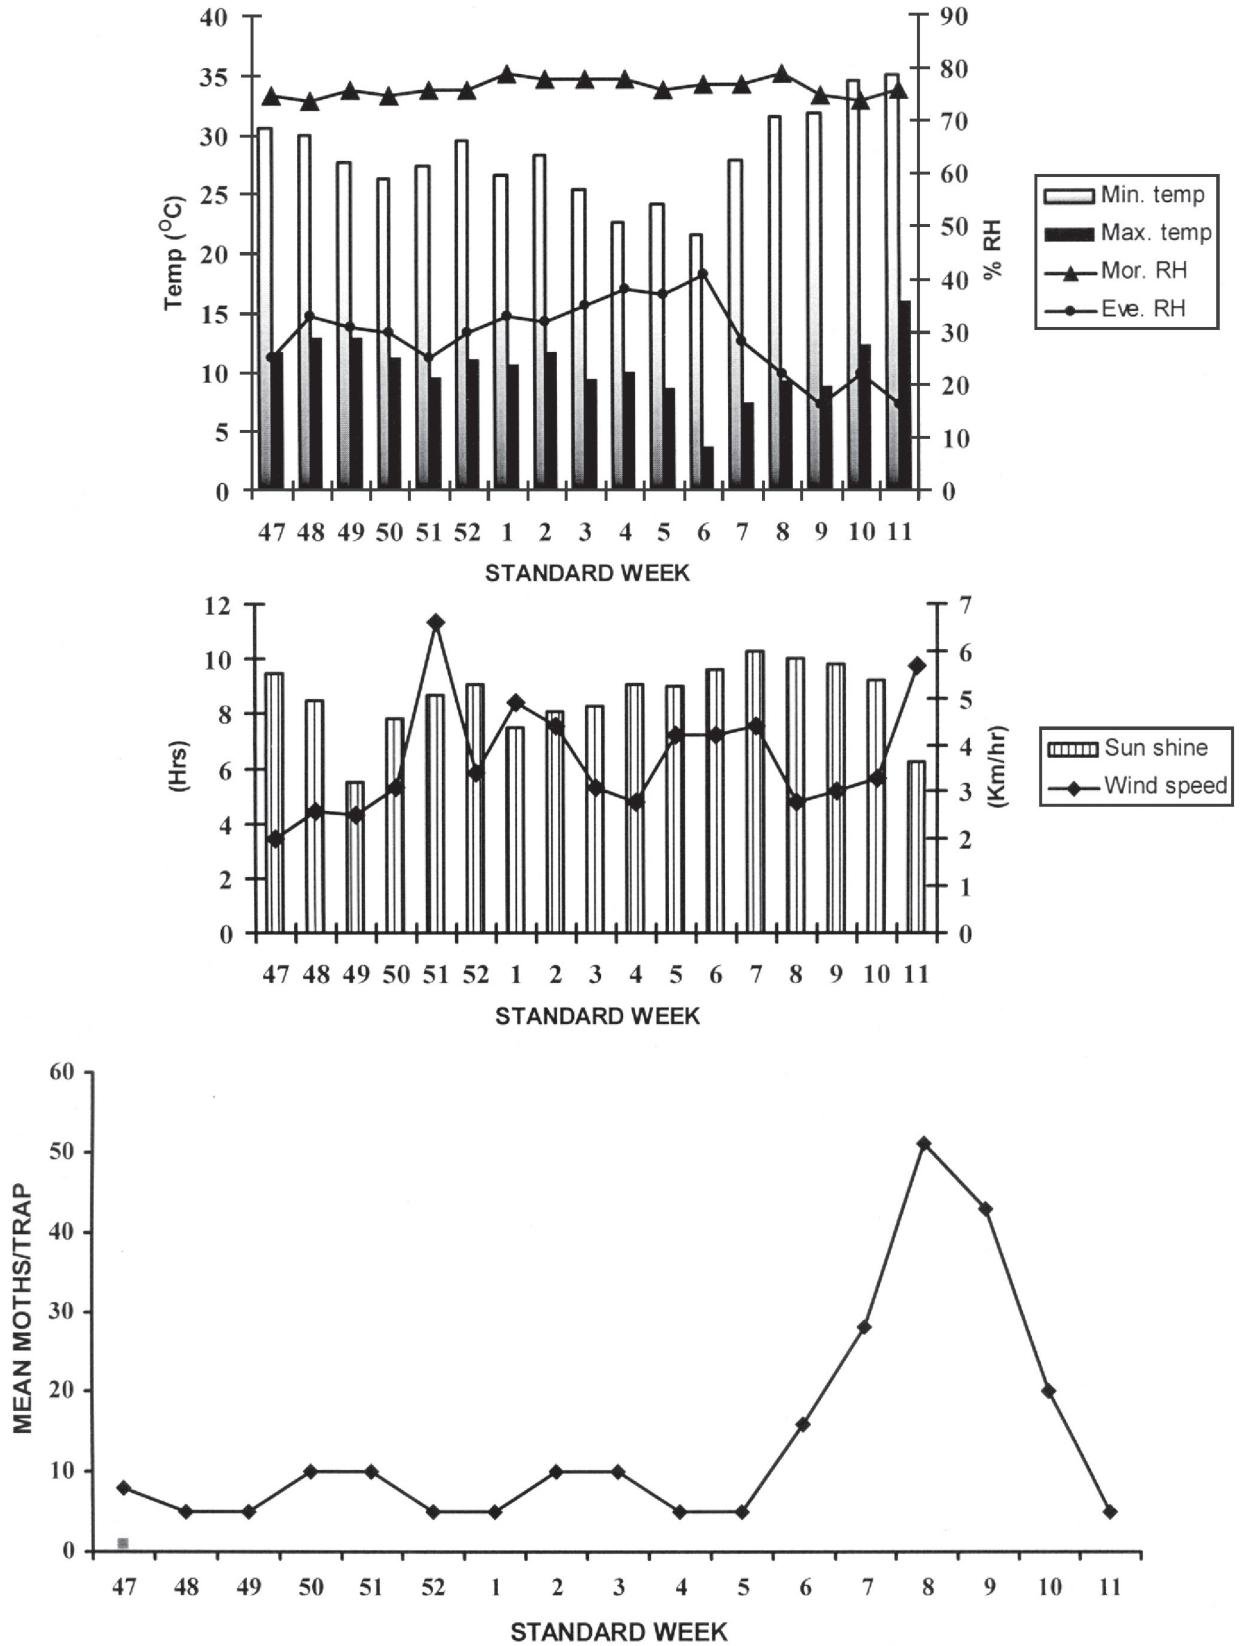 40
35
30
25
20
15
10
5
0
Temp (°C)
90
80
70
60
50
40
30
20
10
0
% RH
47 48 49 50 51 52 1 2 3 4 5 6 7 8 9 10 11
STANDARD WEEK
Min. temp
Max. temp
Mor. RH
Eve. RH
12
10
8
6
4
2
0
(Hrs)
7
6
5
4
3
2
1
0
(Km/hr)
47 48 49 50 51 52 1 2 3 4 5 6 7 8 9 10 11
STANDARD WEEK
Sun shine
Wind speed
60
50
40
30
20
10
0
MEAN MOTHS/TRAP
47 48 49 50 51 52 1 2 3 4 5 6 7 8 9 10 11
STANDARD WEEK